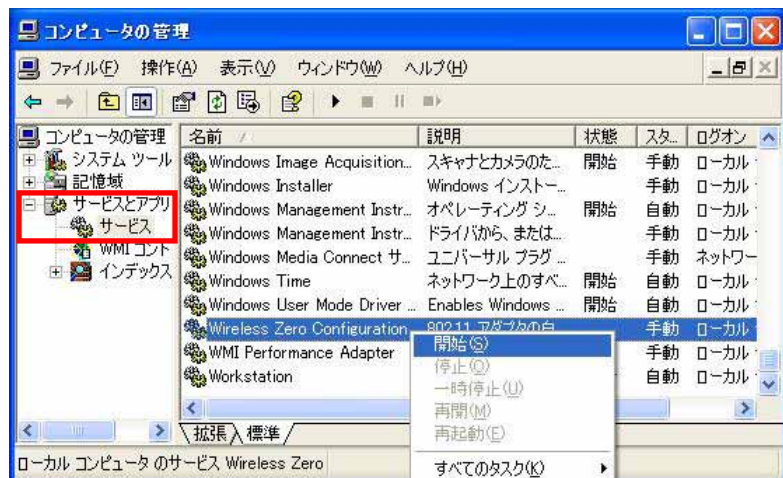 コンピュータの管理
ファイル(F) 操作(A) 表示(V) ウィンドウ(W) ヘルプ(H)
コンピュータの管理
システム ツール
記憶域
サービスとアプリ
サービス
WMI コント
インデックス
名前 説明 状態 スタ... ログオン
Windows Image Acquisition... スキャナとカメラのた... 開始 手動 ローカル
Windows Installer Windows インストー... 手動 ローカル
Windows Management Instr... オペレーティング シ... 開始 自動 ローカル
Windows Management Instr... ドライバから、または... 手動 ローカル
Windows Media Connect サ... ユニバーサル プラグ ... 手動 ネットワー
Windows Time ネットワーク上のすべ... 開始 自動 ローカル
Windows User Mode Driver ... Enables Windows ... 開始 自動 ローカル
Wireless Zero Configuration 802.11 アダプタの自 手動 ローカル
WMI Performance Adapter 手動 ローカル
Workstation 自動 ローカル
開始(S)
停止(O)
一時停止(U)
再開(M)
再起動(E)
すべてのタスク(K)
拡張 標準
ローカル コンピュータ のサービス Wireless Zero